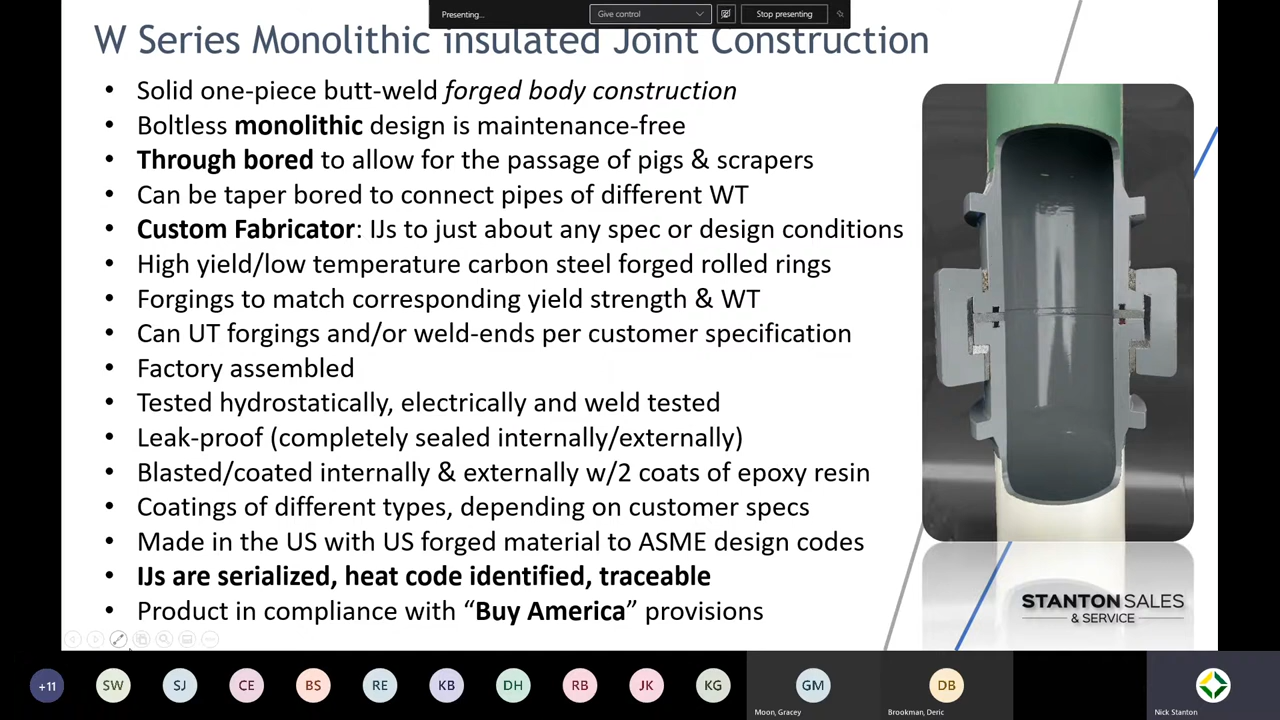 Presenting...
Give control
Stop presenting
W Series Monolithic insulated Joint Construction
• Solid one-piece butt-weld forged body construction
• Boltless monolithic design is maintenance-free
• Through bored to allow for the passage of pigs & scrapers
• Can be taper bored to connect pipes of different WT
• Custom Fabricator: IJs to just about any spec or design conditions
• High yield/low temperature carbon steel forged rolled rings
• Forgings to match corresponding yield strength & WT
• Can UT forgings and/or weld-ends per customer specification
• Factory assembled
• Tested hydrostatically, electrically and weld tested
• Leak-proof (completely sealed internally/externally)
• Blasted/coated internally & externally w/2 coats of epoxy resin
• Coatings of different types, depending on customer specs
• Made in the US with US forged material to ASME design codes
• IJs are serialized, heat code identified, traceable
• Product in compliance with “Buy America” provisions
STANTON SALES
& SERVICE
+11
SW
SJ
CE
BS
RE
KB
DH
RB
JK
KG
GM
DB
Moon, Gracey
Brookman, Deric
Nick Stanton